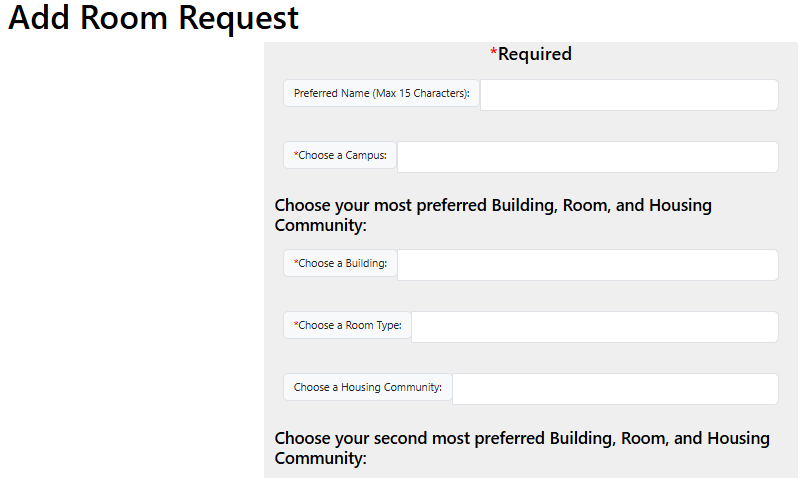 Add Room Request
*Required
Preferred Name (Max 15 Characters):
*Choose a Campus:
Choose your most preferred Building, Room, and Housing
Community:
*Choose a Building:
*Choose a Room Type:
Choose a Housing Community:
Choose your second most preferred Building, Room, and Housing
Community: